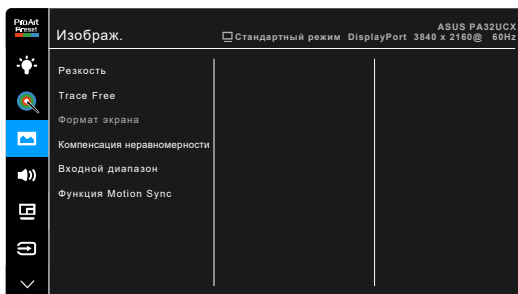 ProArt
Preset
Изображ.
ASUS PA32UCX
Стандартный режим DisplayPort 3840 x 2160@ 60Hz
Резкость
Trace Free
Формат экрана
Компенсация неравномерности
Входной диапазон
Функция Motion Sync